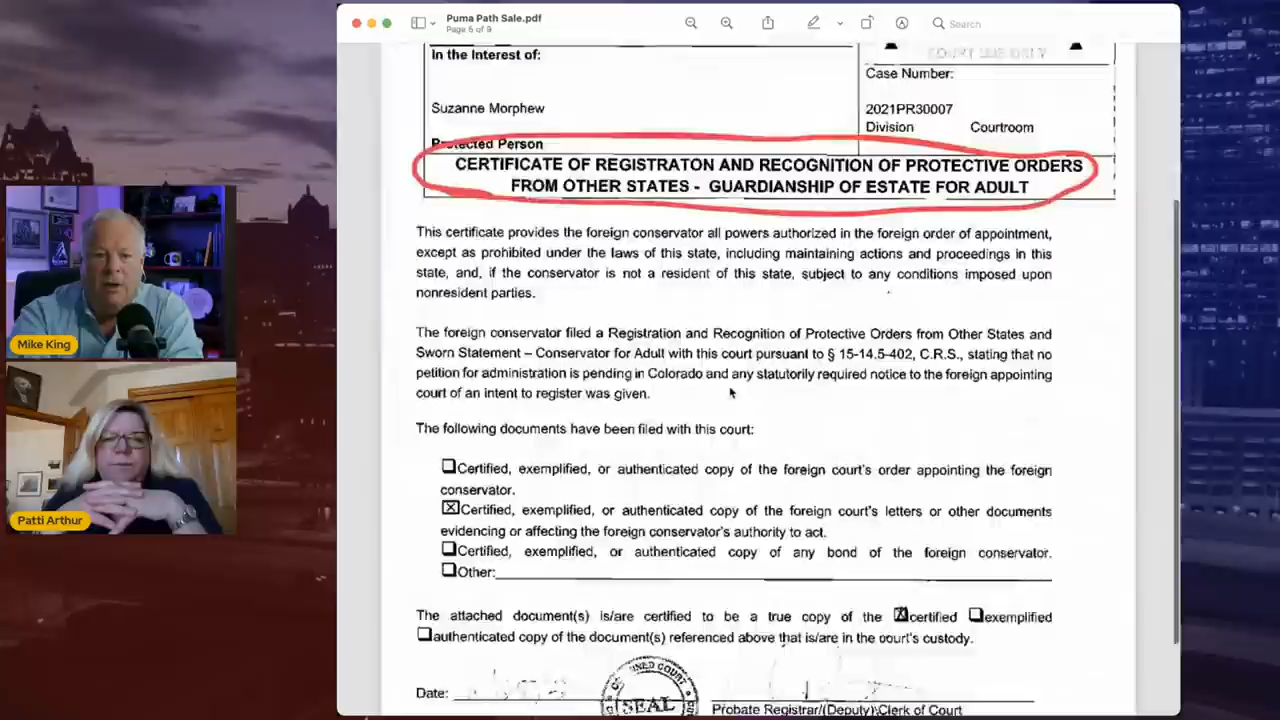 Puma Path Sale.pdf
Page 5 of 9
Search
In the Interest of:
COURT USE ONLY
Case Number:
Suzanne Morphew
2021PR30007
Division Courtroom
Protected Person
CERTIFICATE OF REGISTRATON AND RECOGNITION OF PROTECTIVE ORDERS
FROM OTHER STATES - GUARDIANSHIP OF ESTATE FOR ADULT
This certificate provides the foreign conservator all powers authorized in the foreign order of appointment,
except as prohibited under the laws of this state, including maintaining actions and proceedings in this
state, and, if the conservator is not a resident of this state, subject to any conditions imposed upon
nonresident parties.
The foreign conservator filed a Registration and Recognition of Protective Orders from Other States and
Sworn Statement – Conservator for Adult with this court pursuant to § 15-14.5-402, C.R.S., stating that no
petition for administration is pending in Colorado and any statutorily required notice to the foreign appointing
court of an intent to register was given.
The following documents have been filed with this court:
Certified, exemplified, or authenticated copy of the foreign court's order appointing the foreign
conservator.
Certified, exemplified, or authenticated copy of the foreign court's letters or other documents
evidencing or affecting the foreign conservator's authority to act.
Certified, exemplified, or authenticated copy of any bond of the foreign conservator.
Other:
The attached document(s) is/are certified to be a true copy of the certified exemplified
authenticated copy of the document(s) referenced above that is/are in the court's custody.
Date:
COURT
SEAL
Probate Registrar/(Deputy)Clerk of Court
Mike King
Patti Arthur